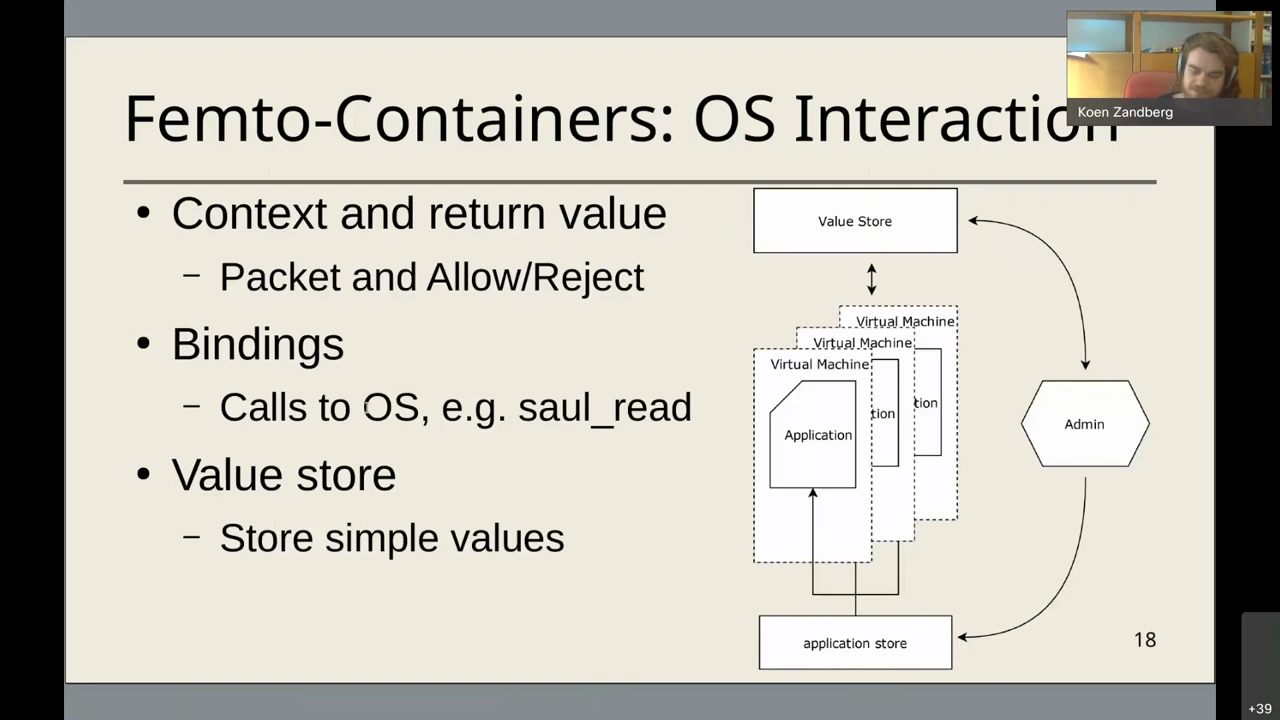 Femto-Containers: OS Interaction
Koen Zandberg
• Context and return value
– Packet and Allow/Reject
• Bindings
– Calls to OS, e.g. saul_read
• Value store
– Store simple values
Value Store
Virtual Machine
Virtual Machine
Virtual Machine
Application
tion
tion
Admin
application store
18
+39